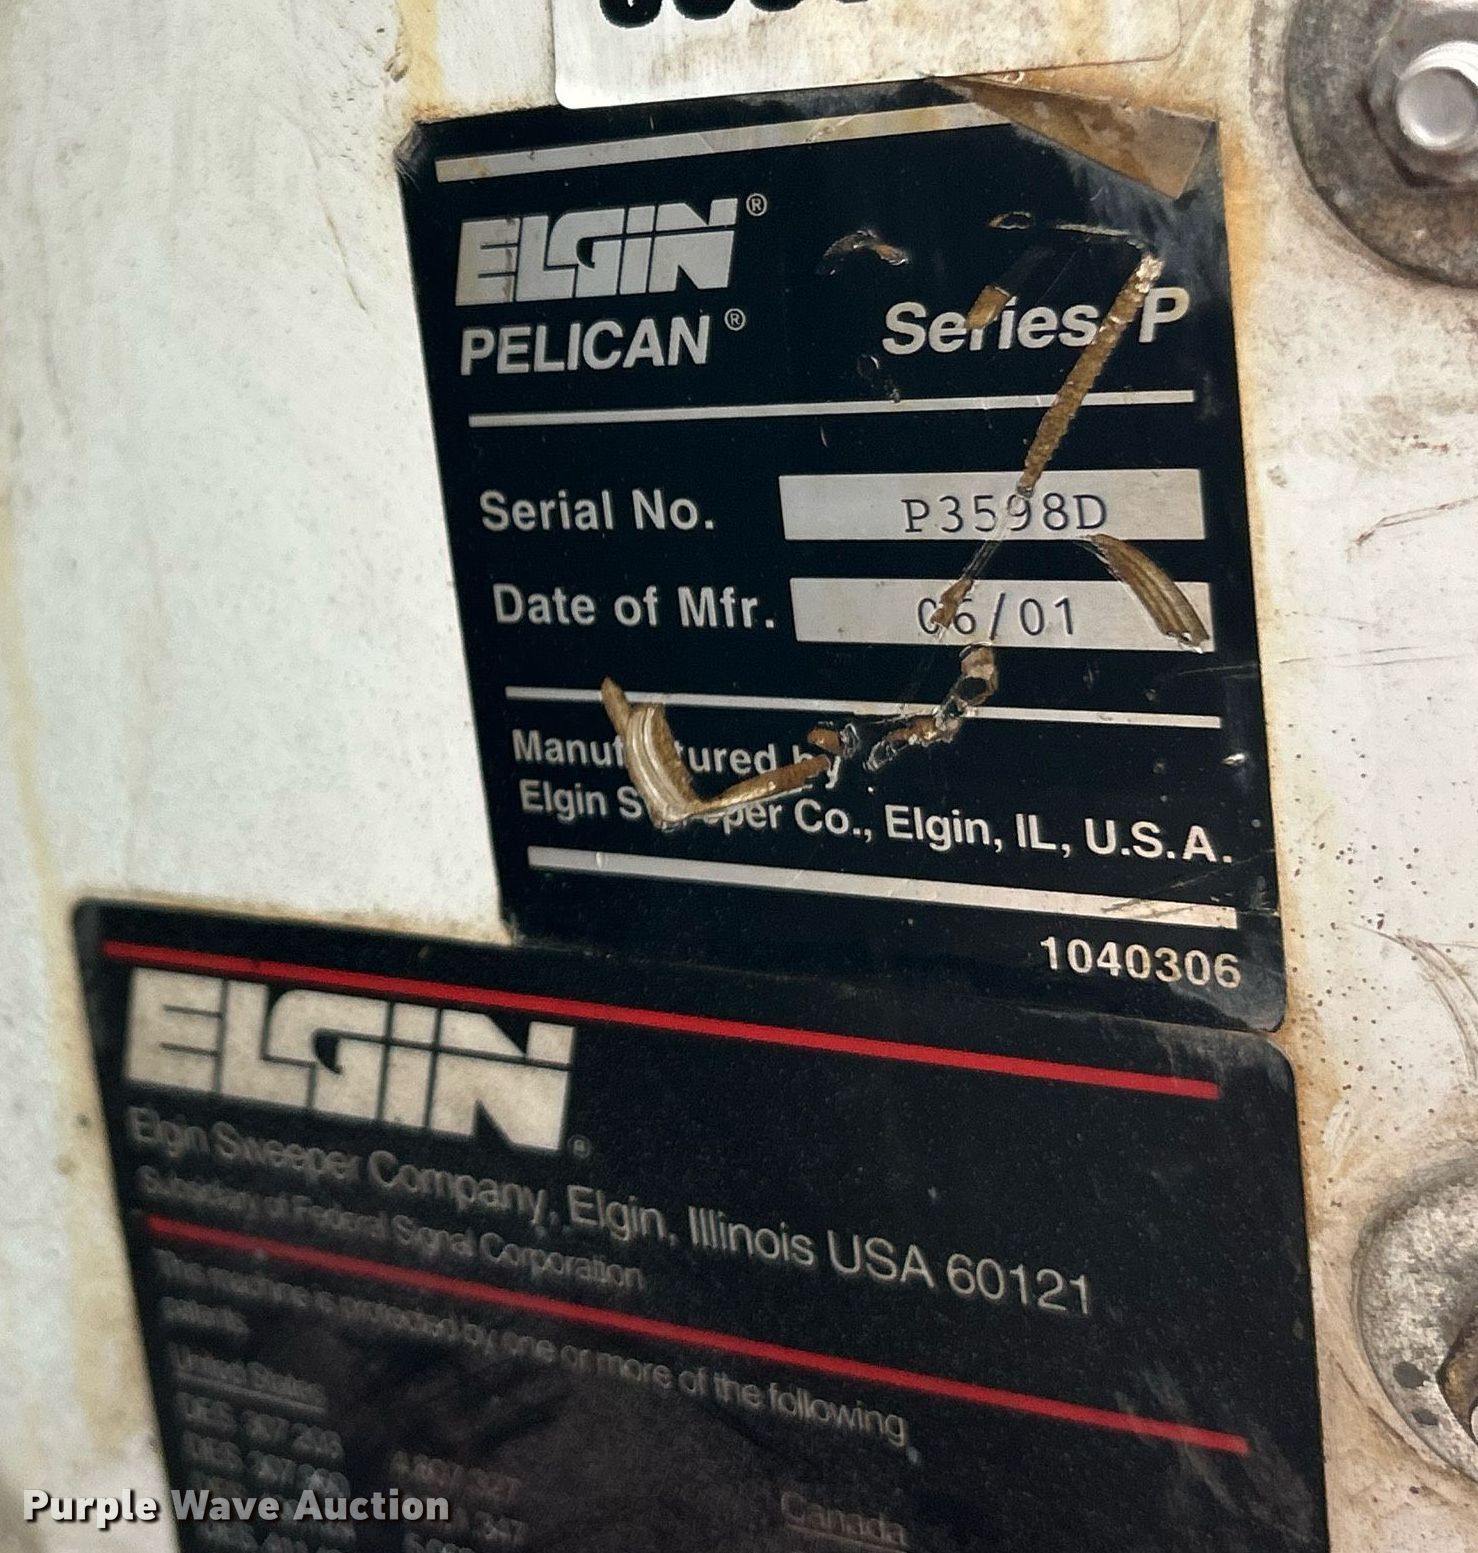 ELGIN®
PELICAN® Series P
Serial No. P3598D
Date of Mfr. 06/01
Manufactured by
Elgin Sweeper Co., Elgin, IL, U.S.A.
1040306
ELGIN®
Elgin Sweeper Company, Elgin, Illinois USA 60121
Subsidiary of Federal Signal Corporation
This machine is protected by one or more of the following
patents:
United States
Canada
Purple Wave Auction